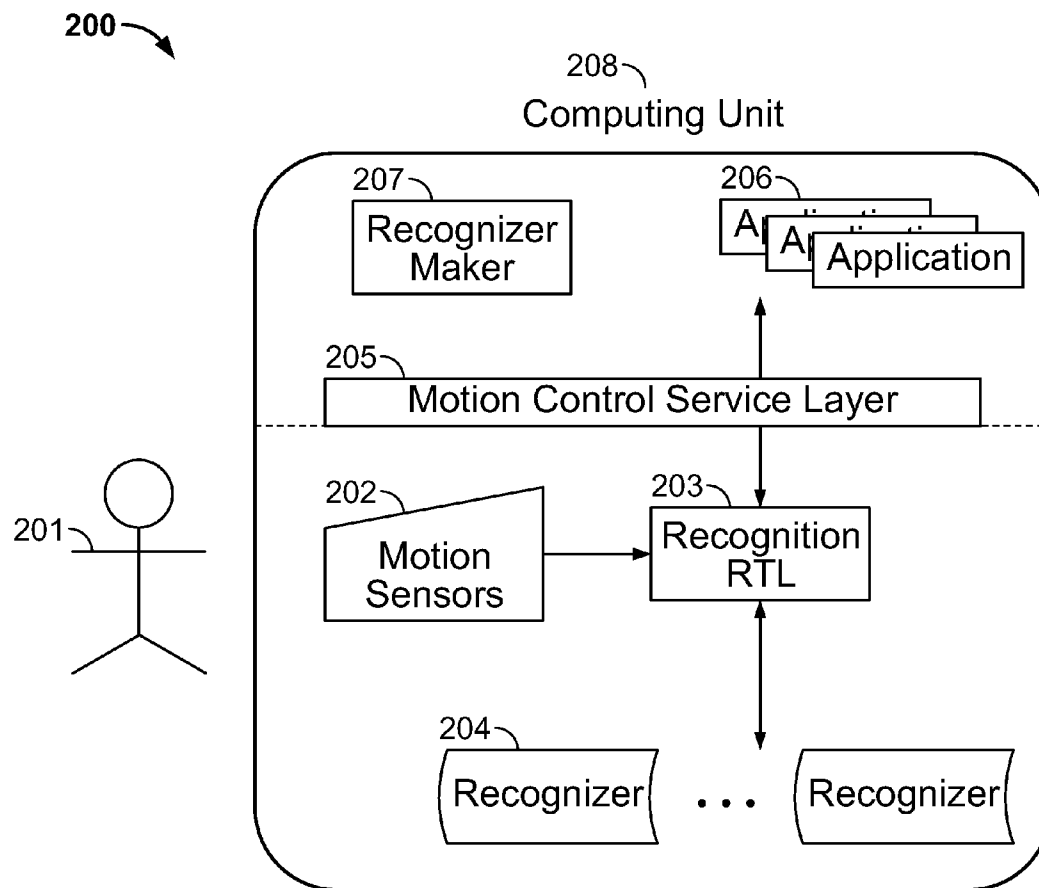 200
208
Computing Unit
207
Recognizer
Maker
206
Application
205
Motion Control Service Layer
201
202
Motion
Sensors
203
Recognition
RTL
204
Recognizer
...
Recognizer